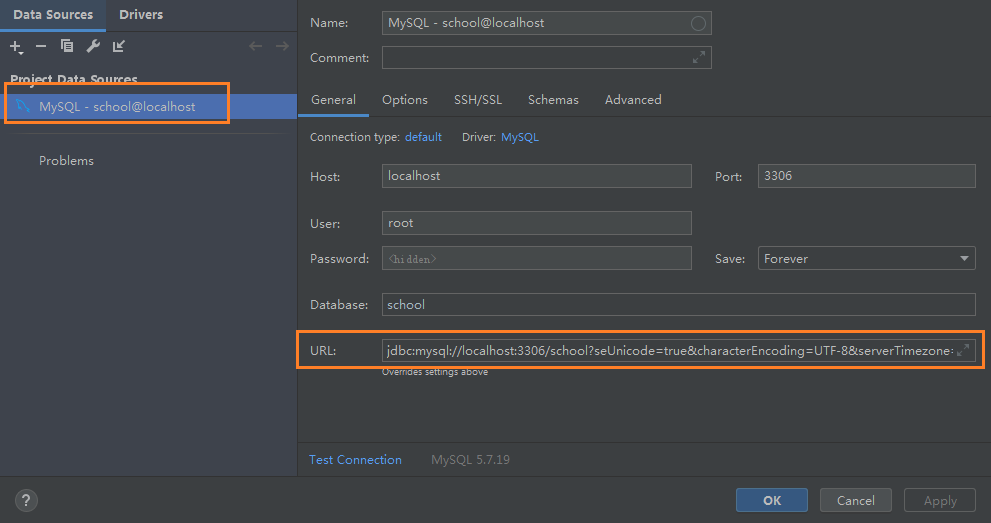 Data Sources
Drivers
Project Data Sources
MySQL - school@localhost
Problems
Name: MySQL - school@localhost
Comment:
General Options SSH/SSL Schemas Advanced
Connection type: default Driver: MySQL
Host: localhost Port: 3306
User: root
Password: <hidden> Save: Forever
Database: school
URL: jdbc:mysql://localhost:3306/school?seUnicode=true&characterEncoding=UTF-8&serverTimezone=
Overrides settings above
Test Connection MySQL 5.7.19
? OK Cancel Apply